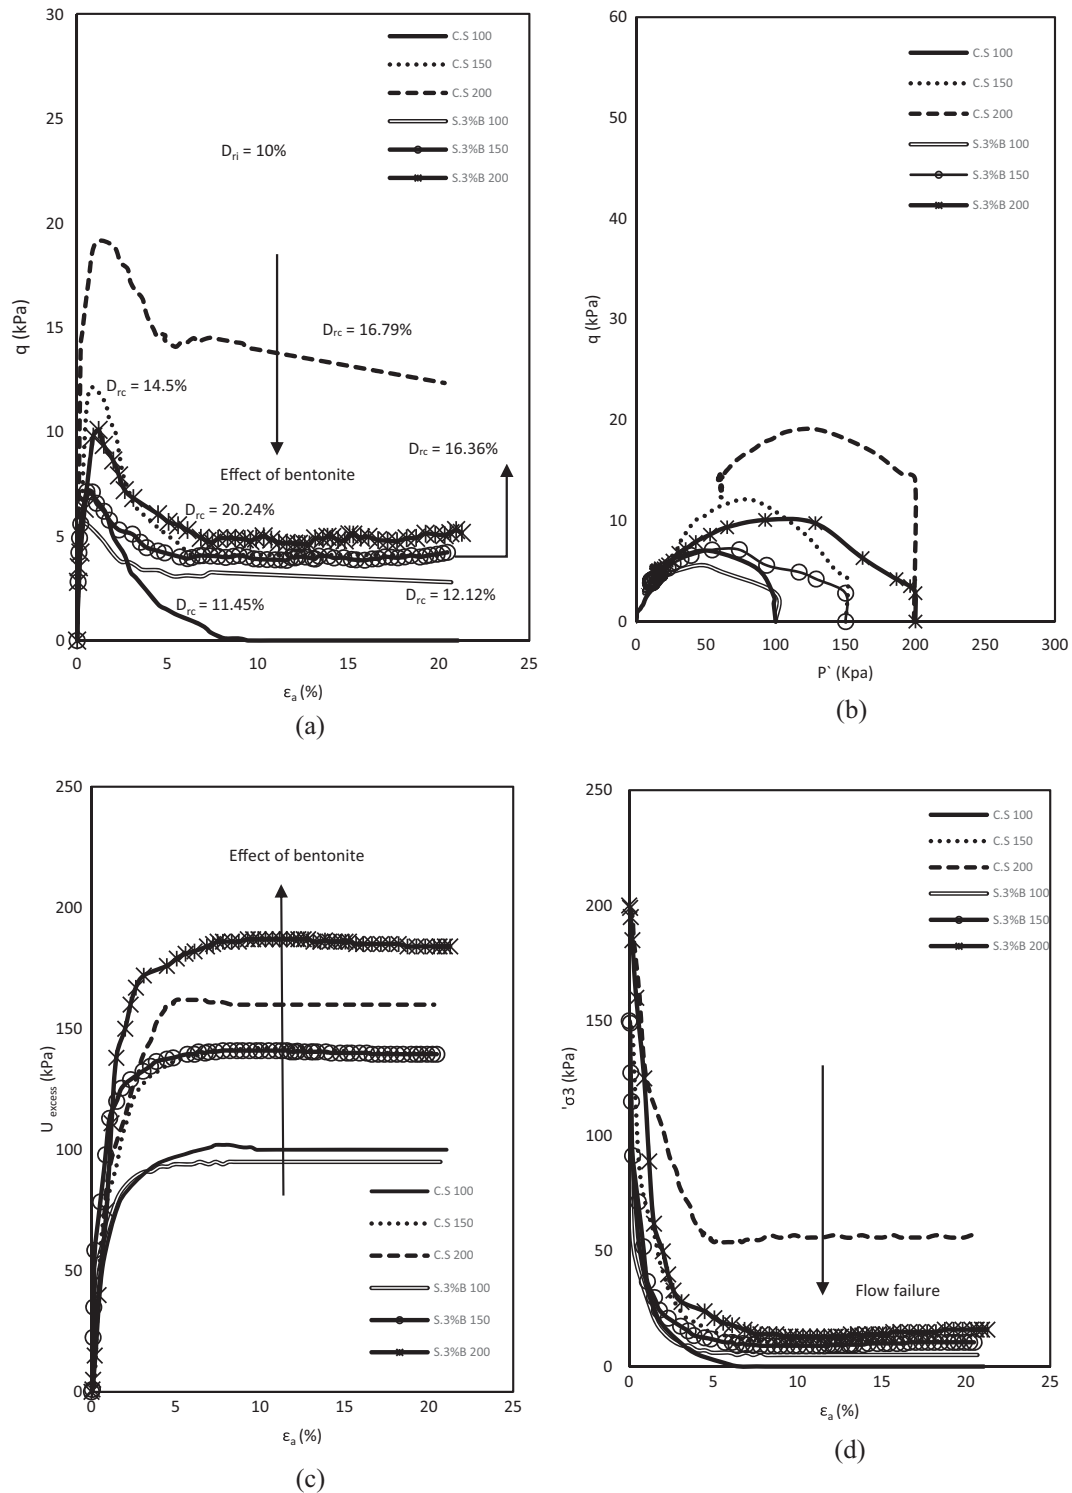 30
25
20
15
10
5
0
q (kPa)
C.S 100
C.S 150
C.S 200
S.3%B 100
S.3%B 150
S.3%B 200
Dri = 10%
Drc = 16.79%
Drc = 14.5%
Drc = 16.36%
Effect of bentonite
Drc = 20.24%
Drc = 11.45%
Drc = 12.12%
0 5 10 15 20 25
εa (%)
(a)
60
50
40
30
20
10
0
q (kPa)
C.S 100
C.S 150
C.S 200
S.3%B 100
S.3%B 150
S.3%B 200
0 50 100 150 200 250 300
P` (Kpa)
(b)
250
200
150
100
50
0
U excess (kPa)
Effect of bentonite
C.S 100
C.S 150
C.S 200
S.3%B 100
S.3%B 150
S.3%B 200
0 5 10 15 20 25
εa (%)
(c)
250
200
150
100
50
0
'σ3 (kPa)
C.S 100
C.S 150
C.S 200
S.3%B 100
S.3%B 150
S.3%B 200
Flow failure
0 5 10 15 20 25
εa (%)
(d)